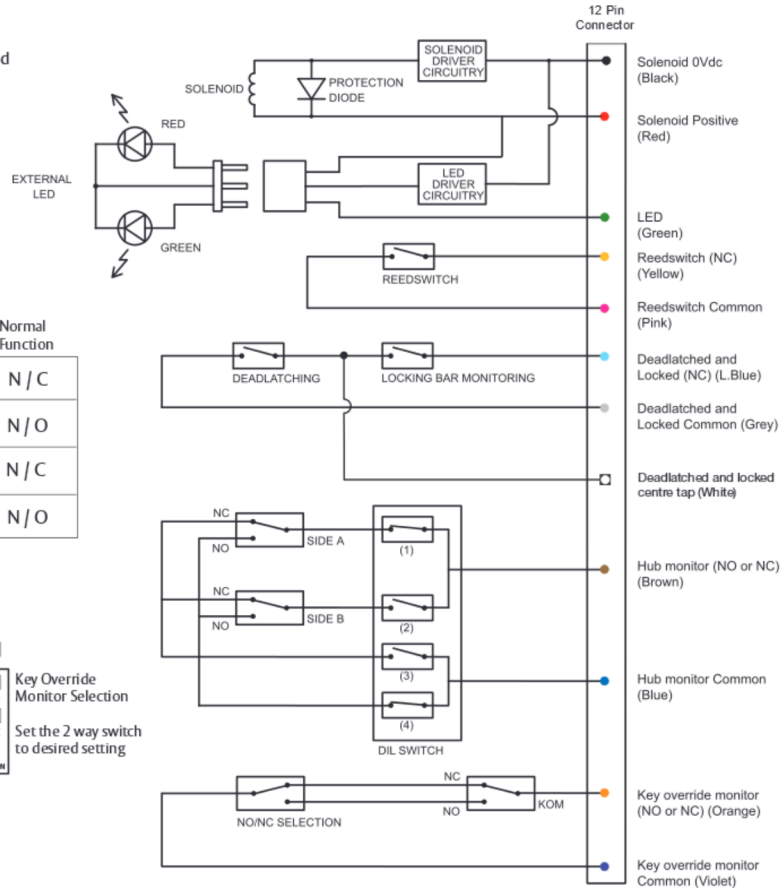 12 Pin
Connector
d
SOLENOID
DRIVER
CIRCUITRY
Solenoid 0Vdc
(Black)
SOLENOID
PROTECTION
DIODE
Solenoid Positive
(Red)
RED
EXTERNAL
LED
LED
DRIVER
CIRCUITRY
GREEN
LED
(Green)
REEDSWITCH
Reedswitch (NC)
(Yellow)
Reedswitch Common
(Pink)
Normal
Function
N / C
N / O
N / C
N / O
DEADLATCHING
LOCKING BAR MONITORING
Deadlatched and
Locked (NC) (L.Blue)
Deadlatched and
Locked Common (Grey)
Deadlatched and locked
centre tap (White)
NC
NO
SIDE A
(1)
Hub monitor (NO or NC)
(Brown)
NC
NO
SIDE B
(2)
(3)
(4)
DIL SWITCH
Hub monitor Common
(Blue)
Key Override
Monitor Selection
Set the 2 way switch
to desired setting
N
NO/NC SELECTION
NC
NO
KOM
Key override monitor
(NO or NC) (Orange)
Key override monitor
Common (Violet)